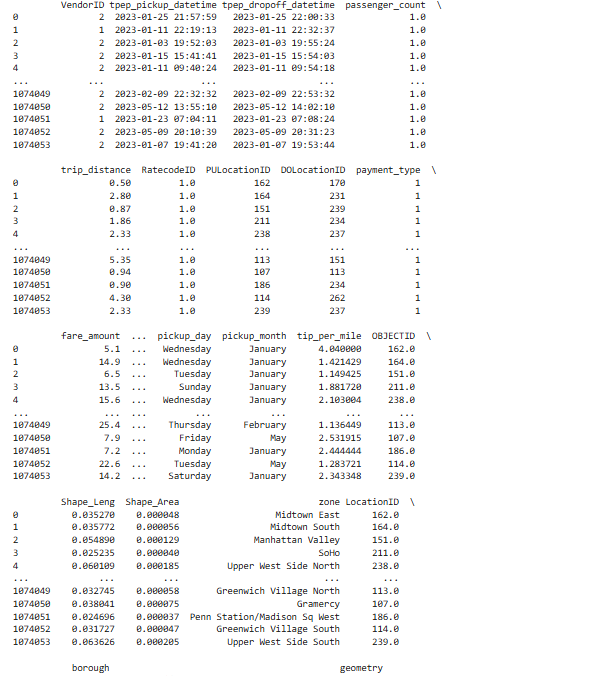 VendorID tpep_pickup_datetime tpep_dropoff_datetime passenger_count \
0 2 2023-01-25 21:57:59 2023-01-25 22:00:33 1.0
1 1 2023-01-11 22:19:13 2023-01-11 22:32:37 1.0
2 2 2023-01-03 19:52:03 2023-01-03 19:55:24 1.0
3 2 2023-01-15 15:41:41 2023-01-15 15:54:03 1.0
4 2 2023-01-11 09:40:24 2023-01-11 09:54:18 1.0
... ... ... ... ...
1074049 2 2023-02-09 22:32:32 2023-02-09 22:53:32 1.0
1074050 2 2023-05-12 13:55:10 2023-05-12 14:02:10 1.0
1074051 1 2023-01-23 07:04:11 2023-01-23 07:08:24 1.0
1074052 2 2023-05-09 20:10:39 2023-05-09 20:31:23 1.0
1074053 2 2023-01-07 19:41:20 2023-01-07 19:53:44 1.0
trip_distance RatecodeID PULocationID DOLocationID payment_type \
0 0.50 1.0 162 170 1
1 2.80 1.0 164 231 1
2 0.87 1.0 151 239 1
3 1.86 1.0 211 234 1
4 2.33 1.0 238 237 1
... ... ... ... ... ...
1074049 5.35 1.0 113 151 1
1074050 0.94 1.0 107 113 1
1074051 0.90 1.0 186 234 1
1074052 4.30 1.0 114 262 1
1074053 2.33 1.0 239 237 1
fare_amount ... pickup_day pickup_month tip_per_mile OBJECTID \
0 5.1 ... Wednesday January 4.040000 162.0
1 14.9 ... Wednesday January 1.421429 164.0
2 6.5 ... Tuesday January 1.149425 151.0
3 13.5 ... Sunday January 1.881720 211.0
4 15.6 ... Wednesday January 2.103004 238.0
... ... ... ... ... ... ...
1074049 25.4 ... Thursday February 1.136449 113.0
1074050 7.9 ... Friday May 2.531915 107.0
1074051 7.2 ... Monday January 2.444444 186.0
1074052 22.6 ... Tuesday May 1.283721 114.0
1074053 14.2 ... Saturday January 2.343348 239.0
Shape_Leng Shape_Area zone LocationID \
0 0.035270 0.000048 Midtown East 162.0
1 0.035772 0.000056 Midtown South 164.0
2 0.054890 0.000129 Manhattan Valley 151.0
3 0.025235 0.000040 SoHo 211.0
4 0.060109 0.000185 Upper West Side North 238.0
... ... ... ... ...
1074049 0.032745 0.000058 Greenwich Village North 113.0
1074050 0.038041 0.000075 Gramercy 107.0
1074051 0.024696 0.000037 Penn Station/Madison Sq West 186.0
1074052 0.031727 0.000047 Greenwich Village South 114.0
1074053 0.063626 0.000205 Upper West Side South 239.0
borough geometry